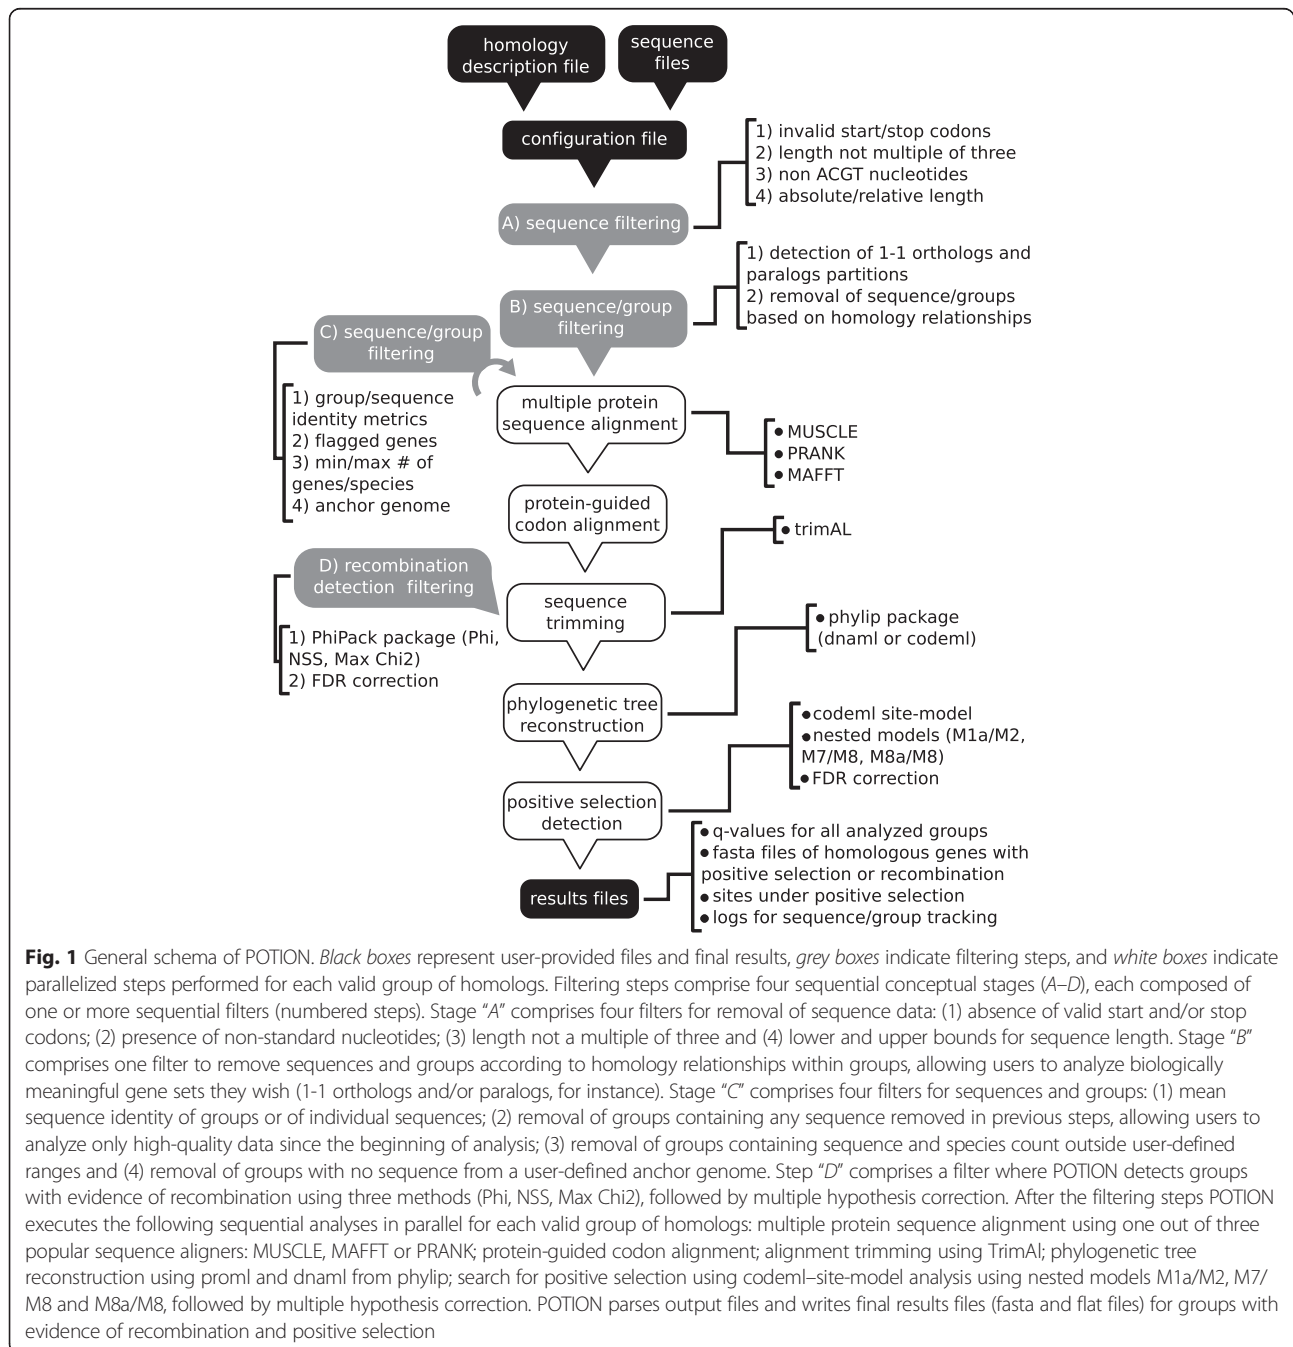 homology
description file
sequence
files
configuration file
1) invalid start/stop codons
2) length not multiple of three
3) non ACGT nucleotides
4) absolute/relative length
A) sequence filtering
1) detection of 1-1 orthologs and
paralogs partitions
2) removal of sequence/groups
based on homology relationships
B) sequence/group
filtering
C) sequence/group
filtering
1) group/sequence
identity metrics
2) flagged genes
3) min/max # of
genes/species
4) anchor genome
multiple protein
sequence alignment
● MUSCLE
● PRANK
● MAFFT
protein-guided
codon alignment
● trimAL
D) recombination
detection filtering
1) PhiPack package (Phi,
NSS, Max Chi2)
2) FDR correction
sequence
trimming
● phylip package
(dnaml or codeml)
phylogenetic tree
reconstruction
● codeml site-model
● nested models (M1a/M2,
M7/M8, M8a/M8)
● FDR correction
positive selection
detection
● q-values for all analyzed groups
● fasta files of homologous genes with
positive selection or recombination
● sites under positive selection
● logs for sequence/group tracking
results files
Fig. 1 General schema of POTION. Black boxes represent user-provided files and final results, grey boxes indicate filtering steps, and white boxes indicate
parallelized steps performed for each valid group of homologs. Filtering steps comprise four sequential conceptual stages (A–D), each composed of
one or more sequential filters (numbered steps). Stage “A” comprises four filters for removal of sequence data: (1) absence of valid start and/or stop
codons; (2) presence of non-standard nucleotides; (3) length not a multiple of three and (4) lower and upper bounds for sequence length. Stage “B”
comprises one filter to remove sequences and groups according to homology relationships within groups, allowing users to analyze biologically
meaningful gene sets they wish (1-1 orthologs and/or paralogs, for instance). Stage “C” comprises four filters for sequences and groups: (1) mean
sequence identity of groups or of individual sequences; (2) removal of groups containing any sequence removed in previous steps, allowing users to
analyze only high-quality data since the beginning of analysis; (3) removal of groups containing sequence and species count outside user-defined
ranges and (4) removal of groups with no sequence from a user-defined anchor genome. Step “D” comprises a filter where POTION detects groups
with evidence of recombination using three methods (Phi, NSS, Max Chi2), followed by multiple hypothesis correction. After the filtering steps POTION
executes the following sequential analyses in parallel for each valid group of homologs: multiple protein sequence alignment using one out of three
popular sequence aligners: MUSCLE, MAFFT or PRANK; protein-guided codon alignment; alignment trimming using TrimAl; phylogenetic tree
reconstruction using proml and dnaml from phylip; search for positive selection using codeml–site-model analysis using nested models M1a/M2, M7/
M8 and M8a/M8, followed by multiple hypothesis correction. POTION parses output files and writes final results files (fasta and flat files) for groups with
evidence of recombination and positive selection